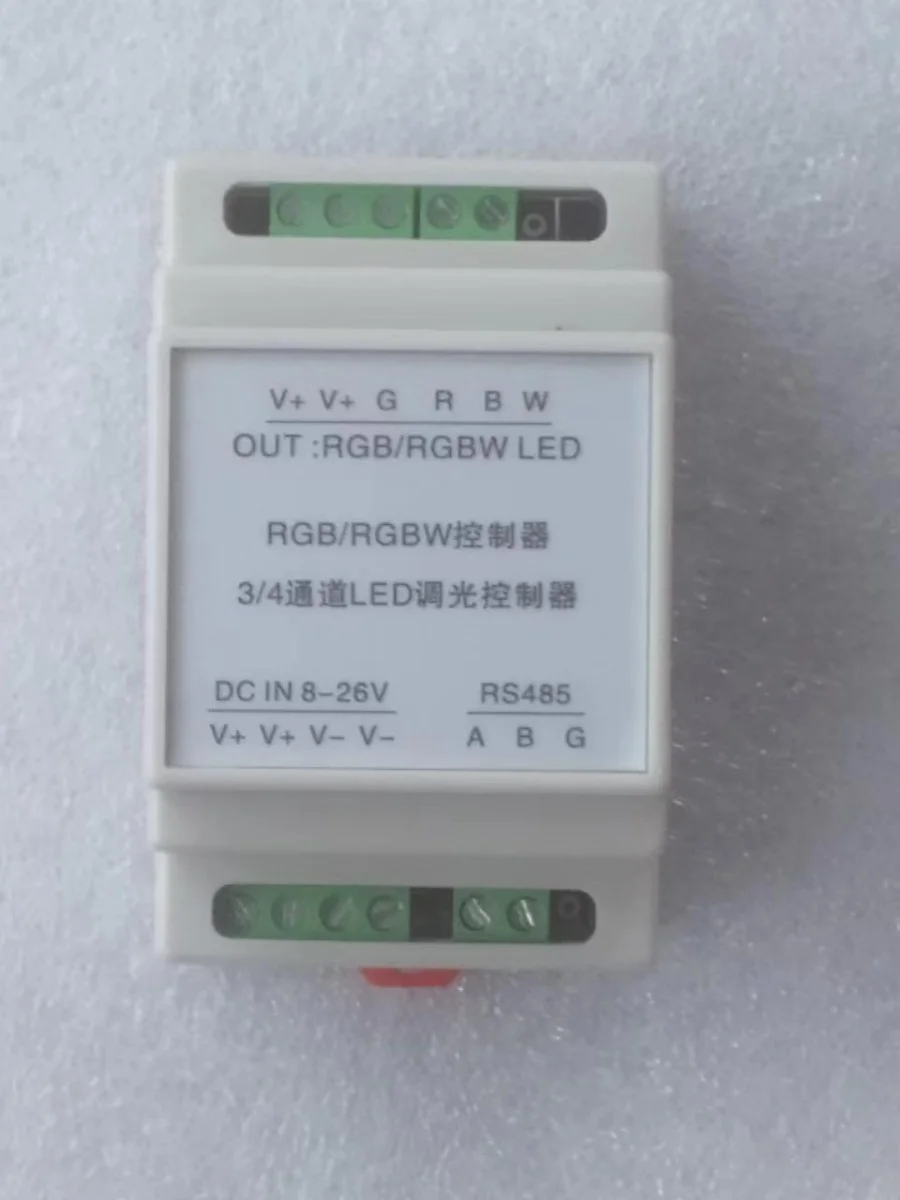 V+ V+ G R B W
OUT :RGB/RGBW LED
RGB/RGBW控制器
3/4通道LED调光控制器
DC IN 8-26V
V+ V+ V- V-
RS485
A B G